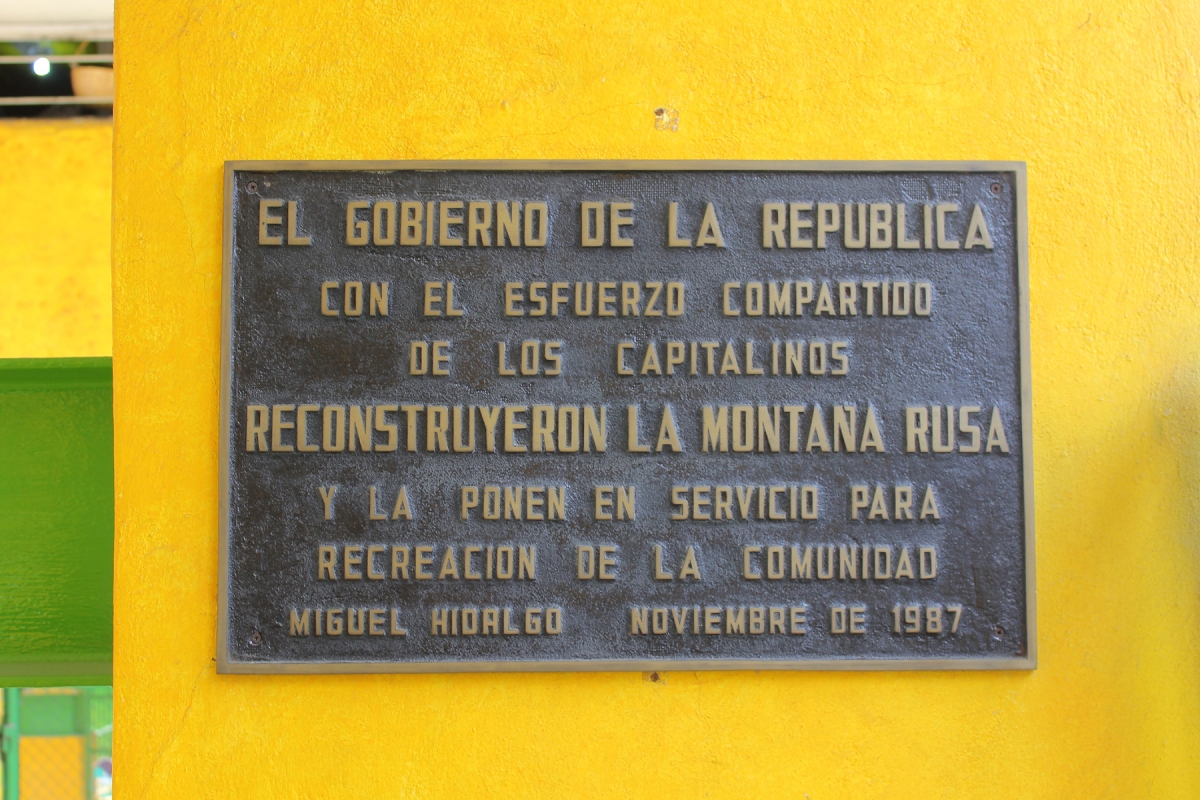 EL GOBIERNO DE LA REPUBLICA
CON EL ESFUERZO COMPARTIDO
DE LOS CAPITALINOS
RECONSTRUYERON LA MONTAÑA RUSA
Y LA PONEN EN SERVICIO PARA
RECREACION DE LA COMUNIDAD
MIGUEL HIDALGO NOVIEMBRE DE 1987